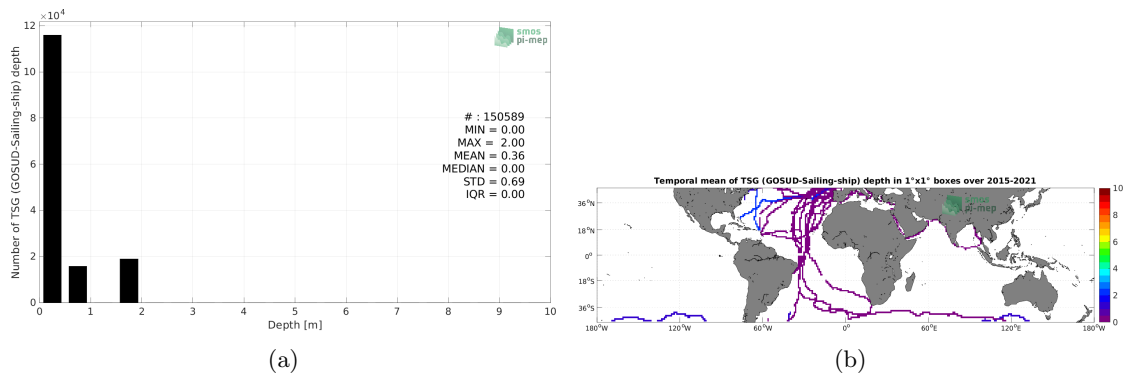 ×10⁴
12
10
8
6
4
2
0
Number of TSG (GOSUD-Sailing-ship) depth
smos
pi-mep
# : 150589
MIN = 0.00
MAX = 2.00
MEAN = 0.36
MEDIAN = 0.00
STD = 0.69
IQR = 0.00
0 1 2 3 4 5 6 7 8 9 10
Depth [m]
(a)
Temporal mean of TSG (GOSUD-Sailing-ship) depth in 1°x1° boxes over 2015-2021
smos
pi-mep
36°N
18°N
0°
18°S
36°S
180°W 120°W 60°W 0° 60°E 120°E 180°W
10
8
6
4
2
0
(b)